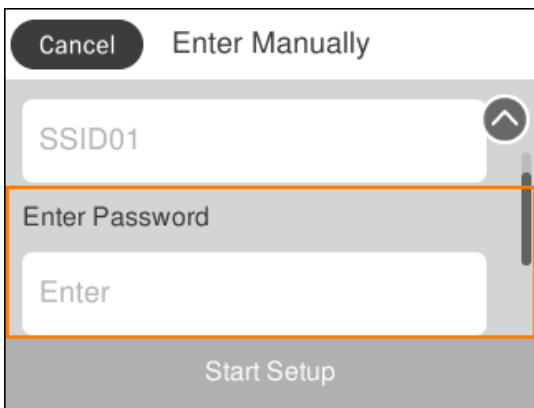 Cancel Enter Manually
SSID01
Enter Password
Enter
Start Setup